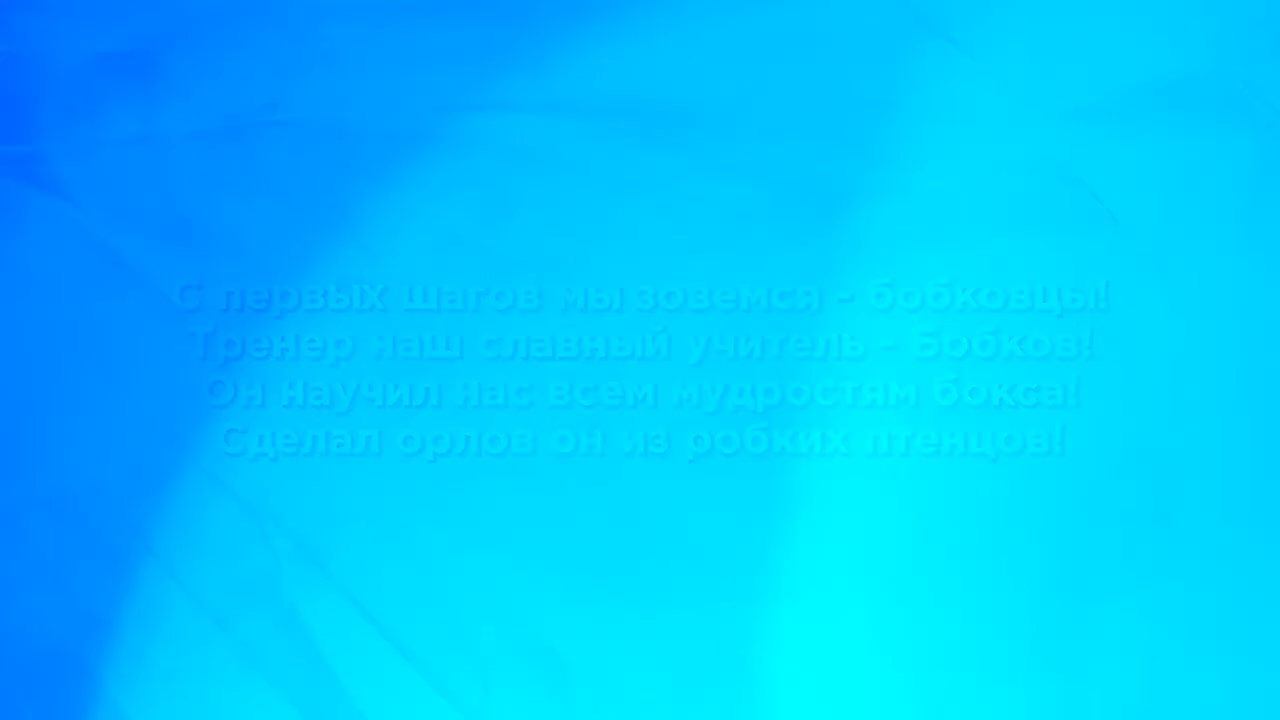 С первых шагов мы зовемся - бобковцы!
Тренер наш славный учитель - Бобков!
Он научил нас всем мудростям бокса!
Сделал орлов он из робких птенцов!